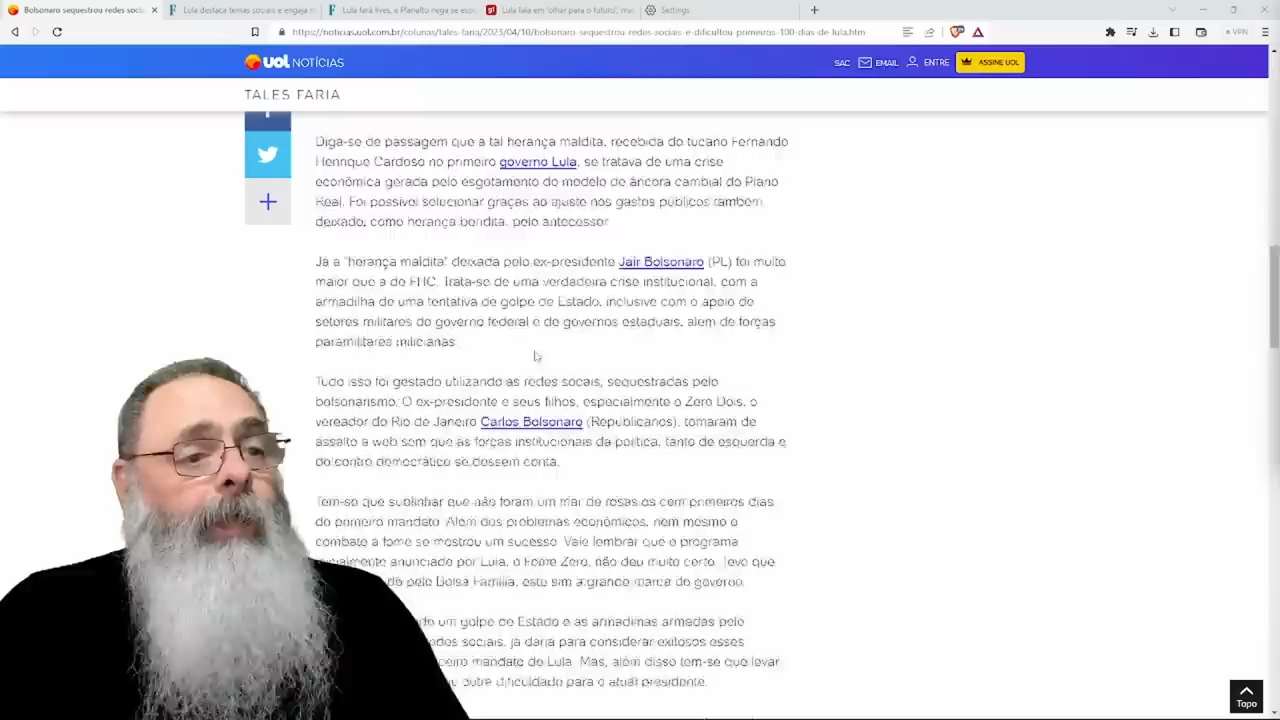 Bolsonaro sequestrou redes soci
Lula destaca temas sociais e engaja m
Lula fará lives, e Planalto nega se esp
Lula fala em "olhar para o futuro", mas
Settings
https://noticias.uol.com.br/colunas/tales-faria/2023/04/10/bolsonaro-sequestrou-redes-sociais-e-dificultou-primeiros-100-dias-de-lula.htm
VPN
UOL NOTÍCIAS
SAC EMAIL ENTRE ASSINE UOL
TALES FARIA
Diga-se de passagem que a tal herança maldita, recebida do tucano Fernando
Henrique Cardoso no primeiro governo Lula, se tratava de uma crise
econômica gerada pelo esgotamento do modelo de âncora cambial do Plano
Real. Foi possível solucionar graças ao ajuste nos gastos públicos também
deixado, como herança bendita, pelo antecessor
Já a "herança maldita" deixada pelo ex-presidente Jair Bolsonaro (PL) foi muito
maior que a de FHC. Trata-se de uma verdadeira crise institucional, com a
armadilha de uma tentativa de golpe de Estado, inclusive com o apoio de
setores militares do governo federal e de governos estaduais, além de forças
paramilitares milicianas.
Tudo isso foi gestado utilizando as redes sociais, sequestradas pelo
bolsonarismo. O ex-presidente e seus filhos, especialmente o Zero Dois, o
vereador do Rio de Janeiro Carlos Bolsonaro (Republicanos), tomaram de
assalto a web sem que as forças institucionais da política, tanto de esquerda e
do centro democrático se dessem conta.
Tem-se que sublinhar que não foram um mar de rosas os cem primeiros dias
do primeiro mandato. Além dos problemas econômicos, nem mesmo o
combate à fome se mostrou um sucesso. Vale lembrar que o programa
inicialmente anunciado por Lula, o Fome Zero, não deu muito certo. Teve que
pelo Bolsa Família, este sim a grande marca do governo.
um golpe de Estado e as armadilhas armadas pelo
redes sociais, já daria para considerar exitosos esses
mandato de Lula. Mas, além disso tem-se que levar
outra dificuldade para o atual presidente.
Topo